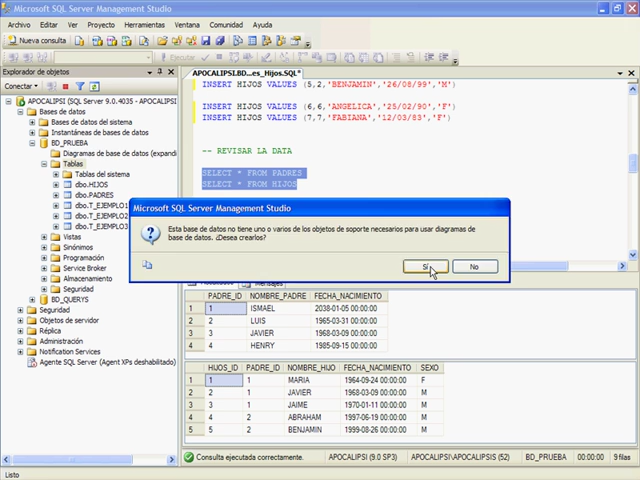 Microsoft SQL Server Management Studio
Archivo Editar Ver Proyecto Herramientas Ventana Comunidad Ayuda
Nueva consulta
Ejecutar
Explorador de objetos
APOCALIPSI.BD...es_Hijos.SQL*
Conectar
APOCALIPSI (SQL Server 9.0.4035 - APOCALIPSI
Bases de datos
Bases de datos del sistema
Instantáneas de bases de datos
BD_PRUEBA
Diagramas de base de datos (expandi
Tablas
Tablas del sistema
dbo.HIJOS
dbo.PADRES
dbo.T_EJEMPLO1
dbo.T_EJEMPLO2
dbo.T_EJEMPLO3
Vistas
Sinónimos
Programación
Service Broker
Almacenamiento
Seguridad
BD_QUERYS
Seguridad
Objetos de servidor
Réplica
Administración
Notification Services
Agente SQL Server (Agent XPs deshabilitado)
INSERT HIJOS VALUES (5,2,'BENJAMIN','26/08/99','M')
INSERT HIJOS VALUES (6,6,'ANGELICA','25/02/90','F')
INSERT HIJOS VALUES (7,7,'FABIANA','12/03/83','F')
-- REVISAR LA DATA
SELECT * FROM PADRES
SELECT * FROM HIJOS
Microsoft SQL Server Management Studio
Esta base de datos no tiene uno o varios de los objetos de soporte necesarios para usar diagramas de
base de datos. ¿Desea crearlos?
Sí No
Mensajes
PADRE_ID NOMBRE_PADRE FECHA_NACIMIENTO
1 1 ISMAEL 2038-01-05 00:00:00
2 2 LUIS 1965-03-31 00:00:00
3 3 JAVIER 1968-03-09 00:00:00
4 4 HENRY 1985-09-15 00:00:00
HIJOS_ID PADRE_ID NOMBRE_HIJO FECHA_NACIMIENTO SEXO
1 1 1 MARIA 1964-09-24 00:00:00 F
2 2 1 JAVIER 1968-03-09 00:00:00 M
3 3 1 JAIME 1970-01-11 00:00:00 M
4 4 2 ABRAHAM 1997-06-19 00:00:00 M
5 5 2 BENJAMIN 1999-08-26 00:00:00 M
Consulta ejecutada correctamente. APOCALIPSI (9.0 SP3) APOCALIPSI\APOCALIPSIS (52) BD_PRUEBA 00:00:00 9 filas
Listo